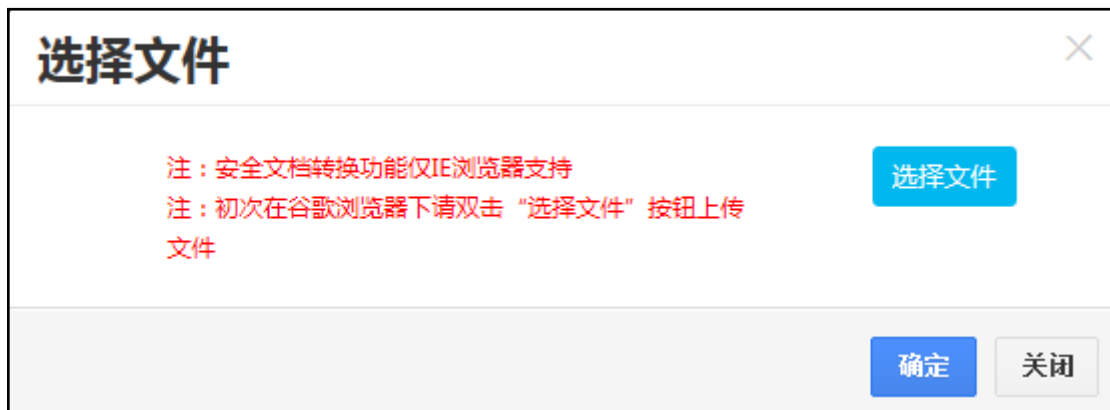 选择文件
注：安全文档转换功能仅IE浏览器支持
选择文件
注：初次在谷歌浏览器下请双击“选择文件”按钮上传
文件
确定
关闭